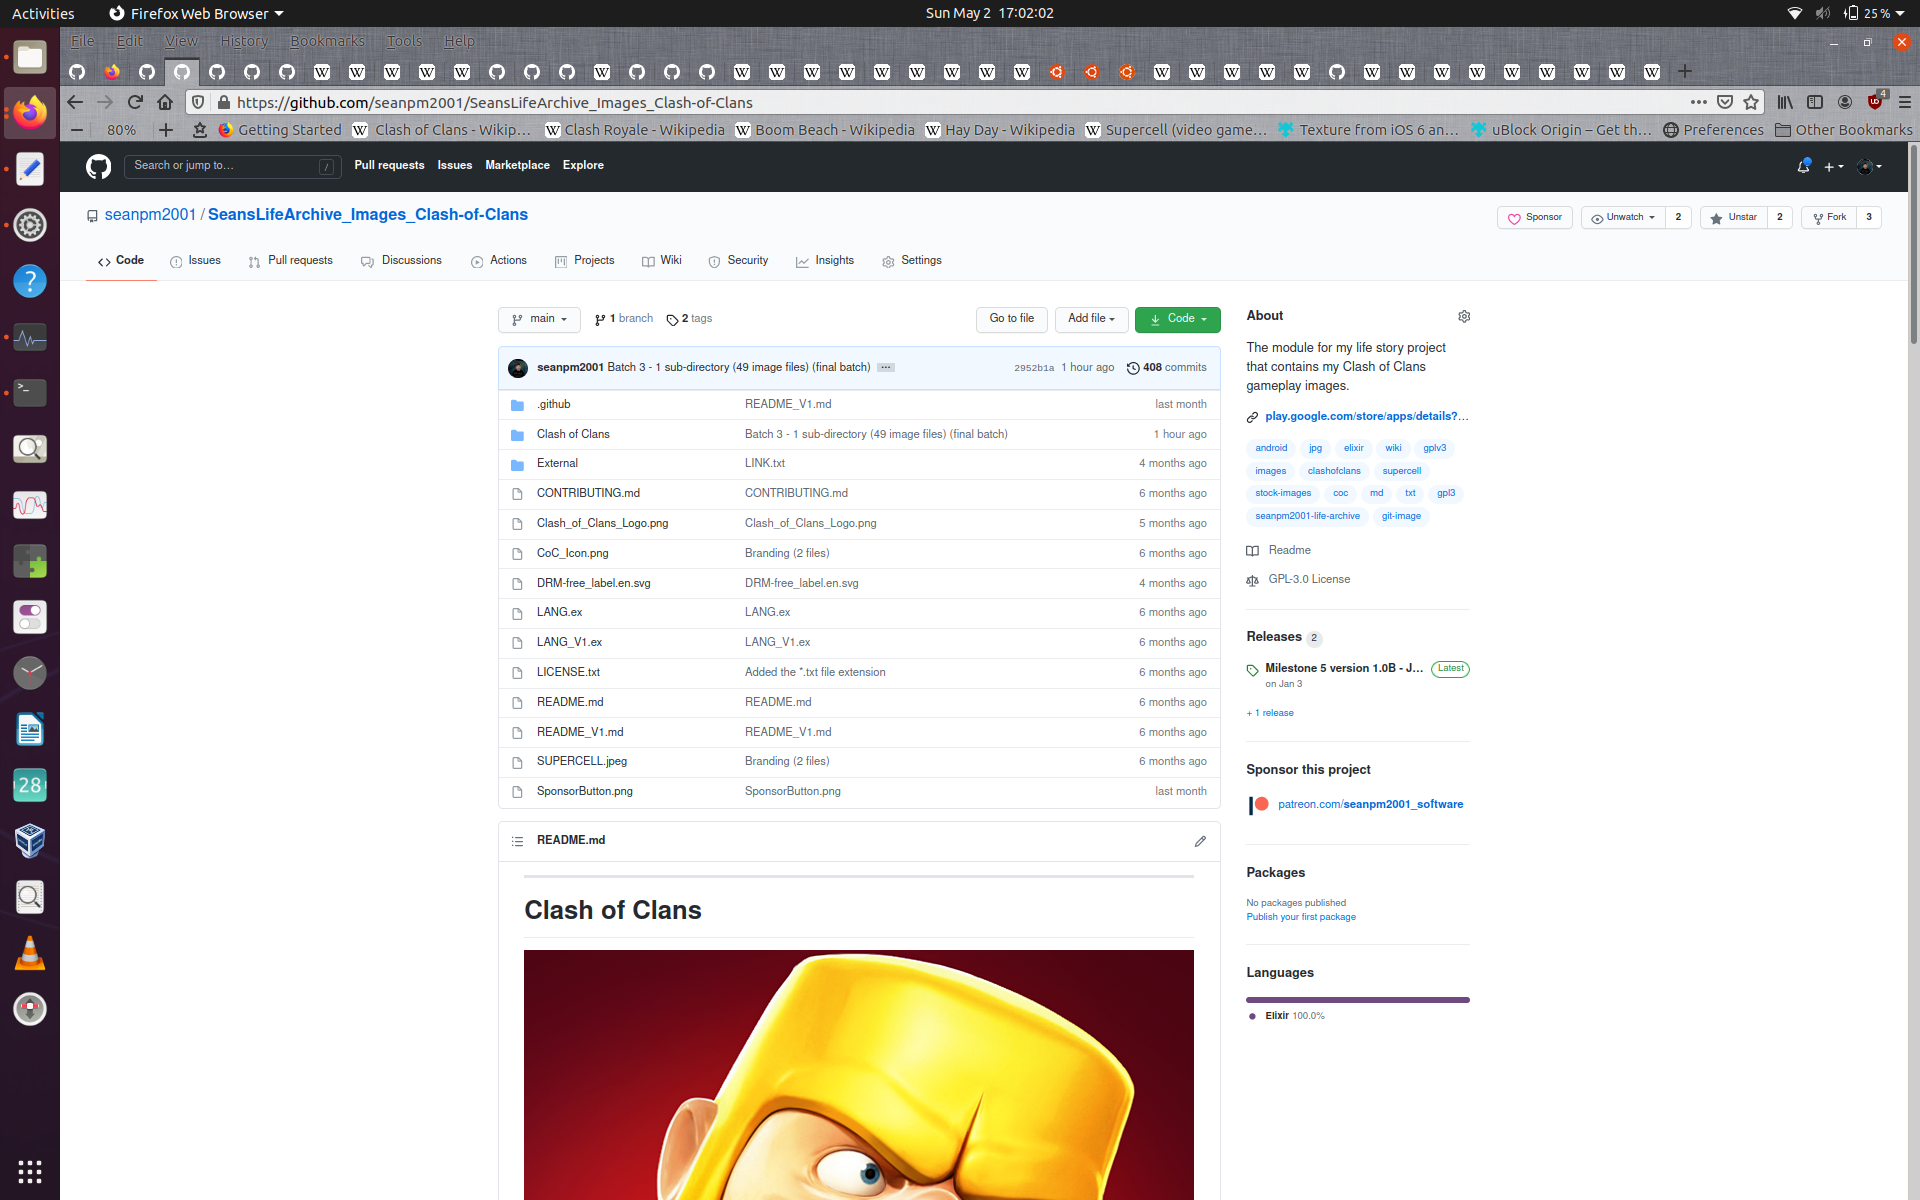 Activities
Firefox Web Browser
Sun May 2 17:02:02
25 %
File Edit View History Bookmarks Tools Help
https://github.com/seanpm2001/SeansLifeArchive_Images_Clash-of-Clans
4
80%
Getting Started
Clash of Clans - Wikip…
Clash Royale - Wikipedia
Boom Beach - Wikipedia
Hay Day - Wikipedia
Supercell (video game…
Texture from iOS 6 an…
uBlock Origin – Get th…
Preferences
Other Bookmarks
Search or jump to…
/
Pull requests Issues Marketplace Explore
seanpm2001 / SeansLifeArchive_Images_Clash-of-Clans
Sponsor
Unwatch 2
Unstar 2
Fork 3
Code Issues Pull requests Discussions Actions Projects Wiki Security Insights Settings
main
1 branch
2 tags
Go to file
Add file
Code
seanpm2001 Batch 3 - 1 sub-directory (49 image files) (final batch) ...
2952b1a 1 hour ago 408 commits
.github README_V1.md last month
Clash of Clans Batch 3 - 1 sub-directory (49 image files) (final batch) 1 hour ago
External LINK.txt 4 months ago
CONTRIBUTING.md CONTRIBUTING.md 6 months ago
Clash_of_Clans_Logo.png Clash_of_Clans_Logo.png 5 months ago
CoC_Icon.png Branding (2 files) 6 months ago
DRM-free_label.en.svg DRM-free_label.en.svg 4 months ago
LANG.ex LANG.ex 6 months ago
LANG_V1.ex LANG_V1.ex 6 months ago
LICENSE.txt Added the *.txt file extension 6 months ago
README.md README.md 6 months ago
README_V1.md README_V1.md 6 months ago
SUPERCELL.jpeg Branding (2 files) 6 months ago
SponsorButton.png SponsorButton.png last month
README.md
Clash of Clans
About
The module for my life story project
that contains my Clash of Clans
gameplay images.
play.google.com/store/apps/details?…
android jpg elixir wiki gplv3
images clashofclans supercell
stock-images coc md txt gpl3
seanpm2001-life-archive git-image
Readme
GPL-3.0 License
Releases 2
Milestone 5 version 1.0B - J… Latest
on Jan 3
+ 1 release
Sponsor this project
patreon.com/seanpm2001_software
Packages
No packages published
Publish your first package
Languages
Elixir 100.0%
28